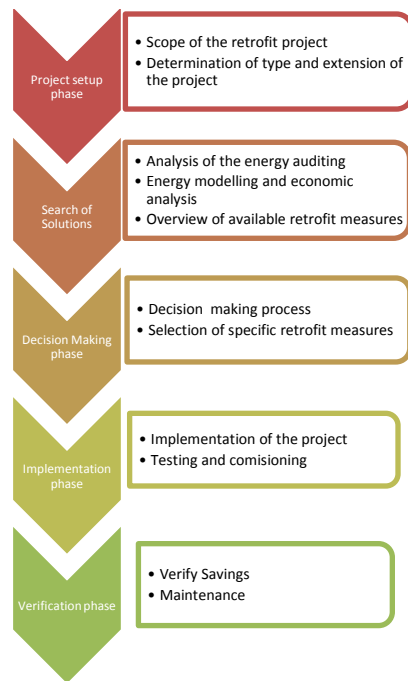 Project setup
phase
• Scope of the retrofit project
• Determination of type and extension of
the project
Search of
Solutions
• Analysis of the energy auditing
• Energy modelling and economic
analysis
• Overview of available retrofit measures
Decision Making
phase
• Decision making process
• Selection of specific retrofit measures
Implementation
phase
• Implementation of the project
• Testing and comisioning
Verification phase
• Verify Savings
• Maintenance